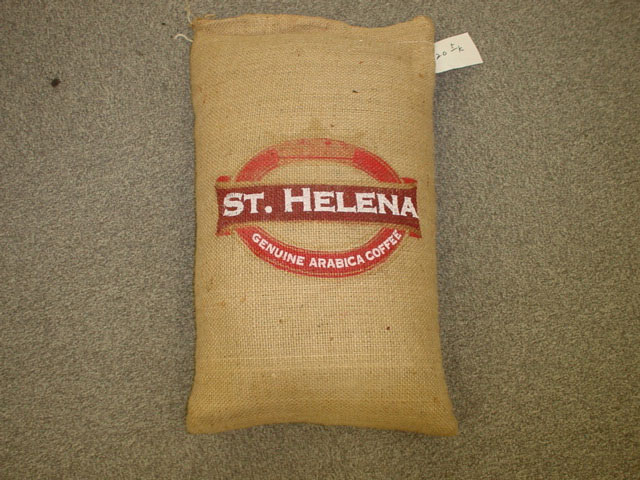 ST. HELENA
GENUINE ARABICA COFFEE